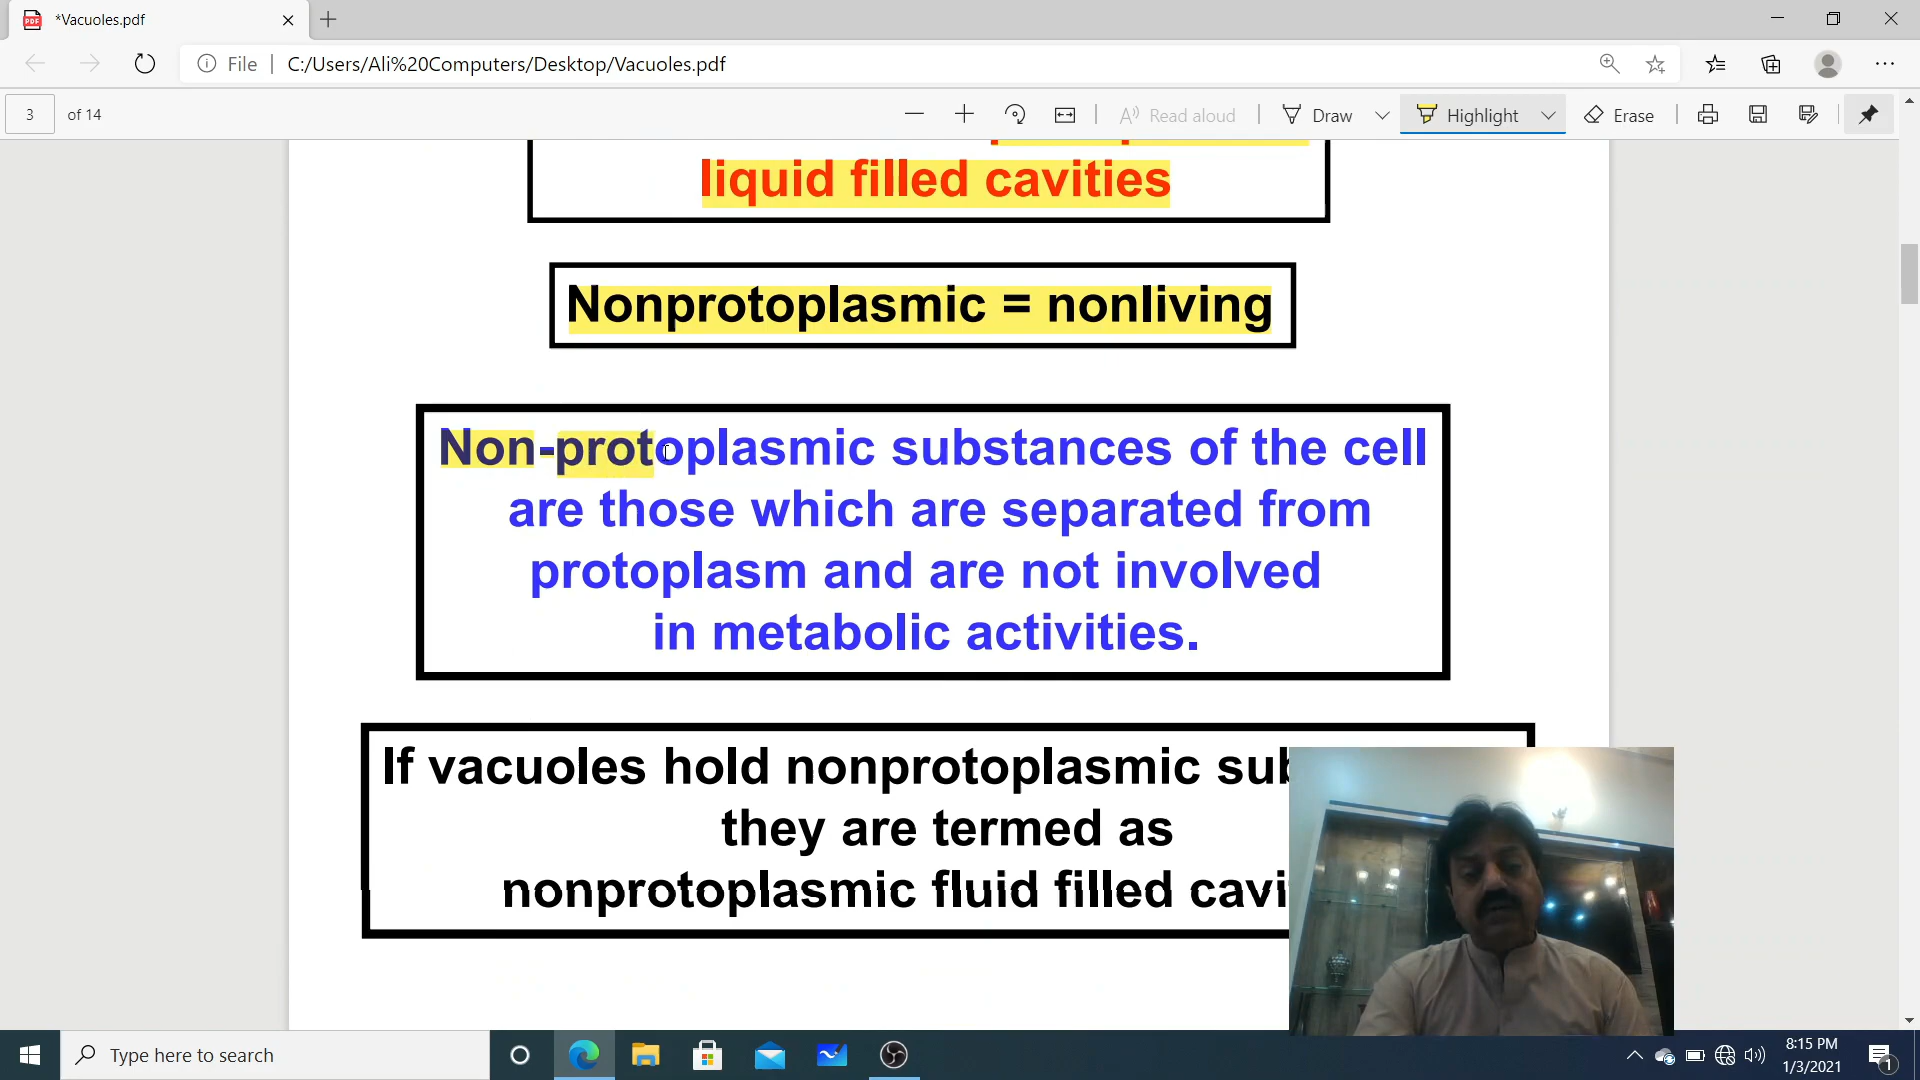 *Vacuoles.pdf
File
C:/Users/Ali%20Computers/Desktop/Vacuoles.pdf
3 of 14
Read aloud
Draw
Highlight
Erase
liquid filled cavities
Nonprotoplasmic = nonliving
Non-protoplasmic substances of the cell
are those which are separated from
protoplasm and are not involved
in metabolic activities.
If vacuoles hold nonprotoplasmic
they are termed as
nonprotoplasmic fluid filled
Type here to search
8:15 PM
1/3/2021
1